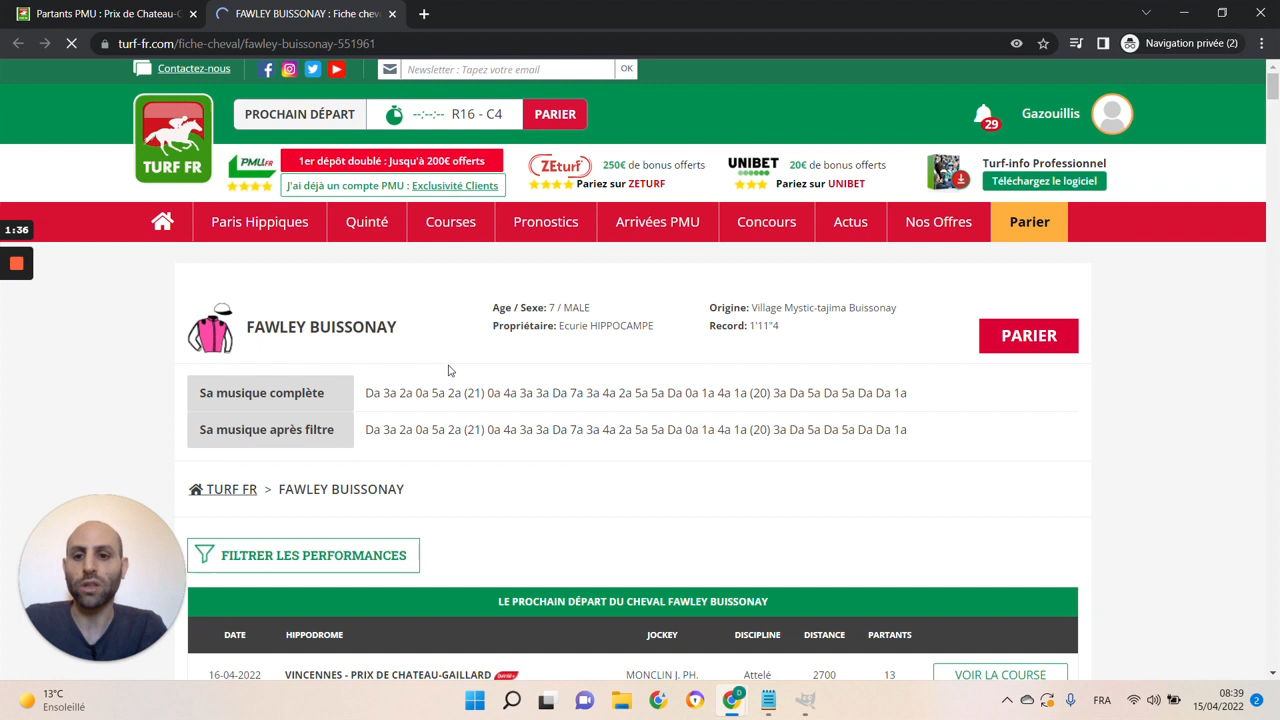 Partants PMU : Prix de Chateau-G
FAWLEY BUISSONAY : Fiche chev
turf-fr.com/fiche-cheval/fawley-buissonay-551961
Navigation privée (2)
Contactez-nous
Newsletter : Tapez votre email
OK
PROCHAIN DÉPART
--:--:-- R16 - C4
PARIER
29
Gazouillis
TURF FR
PMU.FR
1er dépôt doublé : Jusqu'à 200€ offerts
J'ai déjà un compte PMU : Exclusivité Clients
ZEturf
250€ de bonus offerts
Pariez sur ZETURF
UNIBET
20€ de bonus offerts
Pariez sur UNIBET
Turf-info Professionnel
Téléchargez le logiciel
1:36
Paris Hippiques
Quinté
Courses
Pronostics
Arrivées PMU
Concours
Actus
Nos Offres
Parier
FAWLEY BUISSONAY
Age / Sexe: 7 / MALE
Origine: Village Mystic-tajima Buissonay
Propriétaire: Ecurie HIPPOCAMPE
Record: 1'11"4
PARIER
Sa musique complète
Da 3a 2a 0a 5a 2a (21) 0a 4a 3a 3a Da 7a 3a 4a 2a 5a 5a Da 0a 1a 4a 1a (20) 3a Da 5a Da 5a Da Da 1a
Sa musique après filtre
Da 3a 2a 0a 5a 2a (21) 0a 4a 3a 3a Da 7a 3a 4a 2a 5a 5a Da 0a 1a 4a 1a (20) 3a Da 5a Da 5a Da Da 1a
TURF FR > FAWLEY BUISSONAY
FILTRER LES PERFORMANCES
LE PROCHAIN DÉPART DU CHEVAL FAWLEY BUISSONAY
DATE HIPPODROME JOCKEY DISCIPLINE DISTANCE PARTANTS
16-04-2022 VINCENNES - PRIX DE CHATEAU-GAILLARD MONCLIN J. PH. Attelé 2700 13 VOIR LA COURSE
13°C
Ensoleillé
FRA
08:39
15/04/2022
2